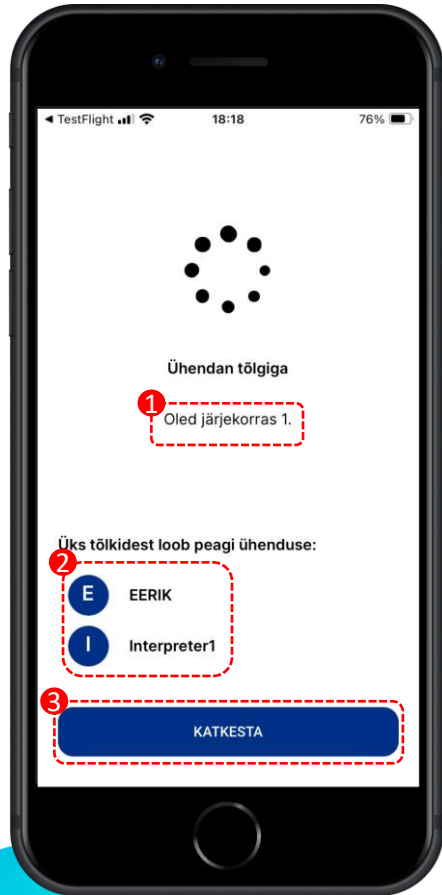 ◀ TestFlight 18:18 76%
Ühendan tõlgiga
1
Oled järjekorras 1.
Üks tõlkidest loob peagi ühenduse:
2
E EERIK
I Interpreter1
3
KATKESTA